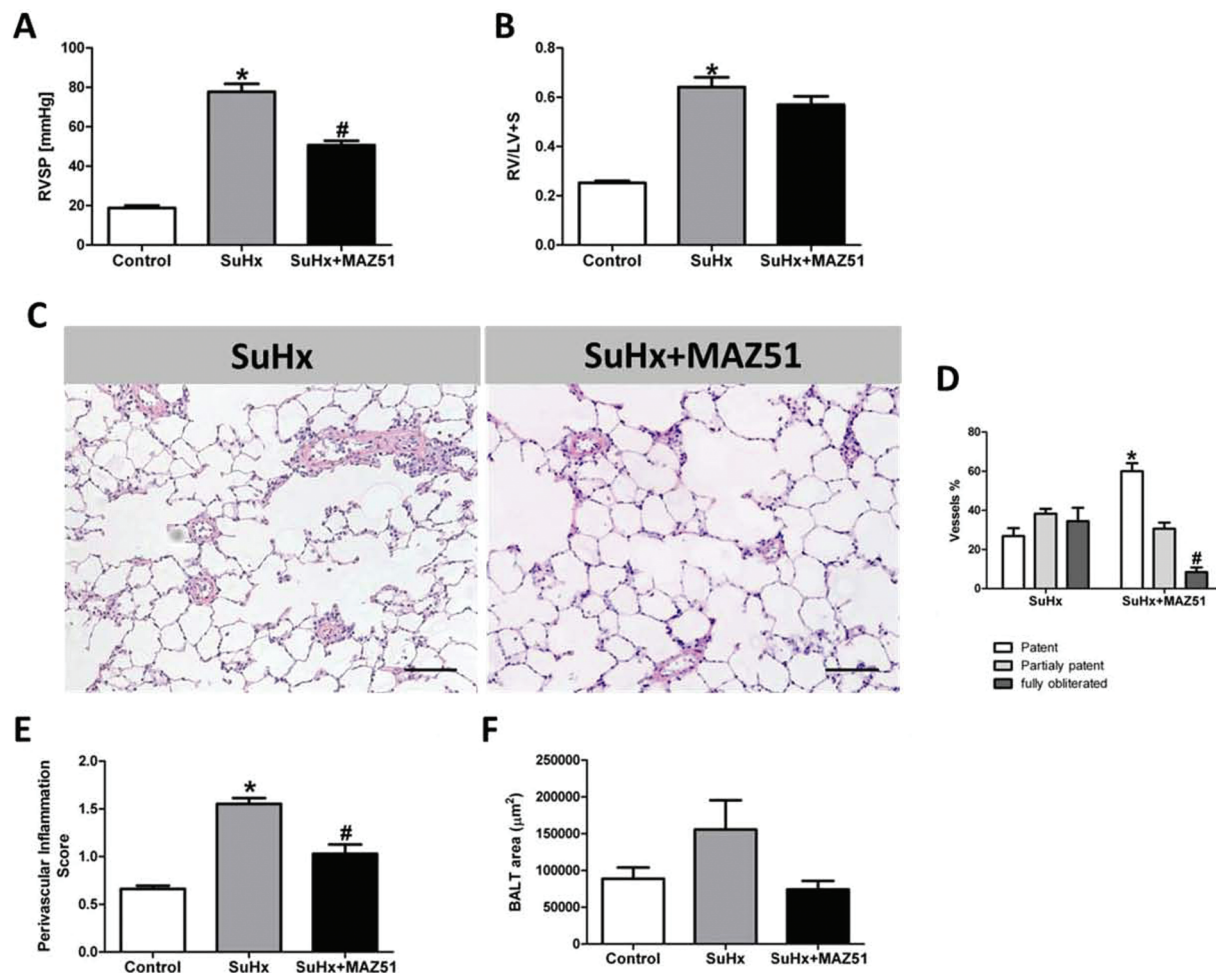 A
RVSP [mmHg]
100
80
60
40
20
0
*
#
Control SuHx SuHx+MAZ51
B
RV/LV+S
0.8
0.6
0.4
0.2
0.0
*
Control SuHx SuHx+MAZ51
C
SuHx
SuHx+MAZ51
D
Vessels %
80
60
40
20
0
*
#
SuHx SuHx+MAZ51
Patent
Partialy patent
fully obliterated
E
Perivascular Inflammation
Score
2.0
1.5
1.0
0.5
0.0
*
#
Control SuHx SuHx+MAZ51
F
BALT area (μm²)
250000
200000
150000
100000
50000
0
Control SuHx SuHx+MAZ51